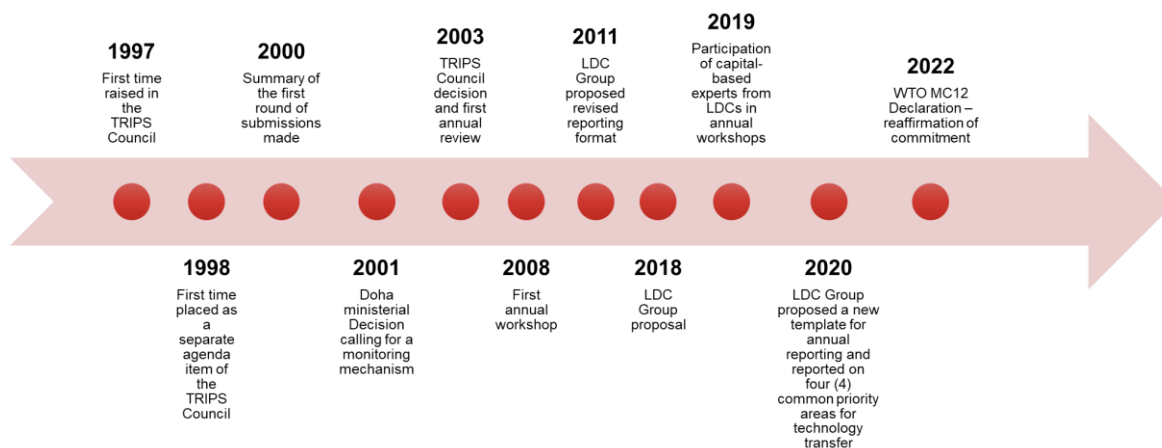 1997
First time
raised in
the
TRIPS
Council
2000
Summary of
the first
round of
submissions
made
2003
TRIPS
Council
decision
and first
annual
review
2011
LDC
Group
proposed
revised
reporting
format
2019
Participation
of capital-
based
experts from
LDCs in
annual
workshops
2022
WTO MC12
Declaration –
reaffirmation of
commitment
1998
First time
placed as
a
separate
agenda
item of
the
TRIPS
Council
2001
Doha
ministerial
Decision
calling for a
monitoring
mechanism
2008
First
annual
workshop
2018
LDC
Group
proposal
2020
LDC Group
proposed a new
template for
annual
reporting and
reported on
four (4)
common priority
areas for
technology
transfer